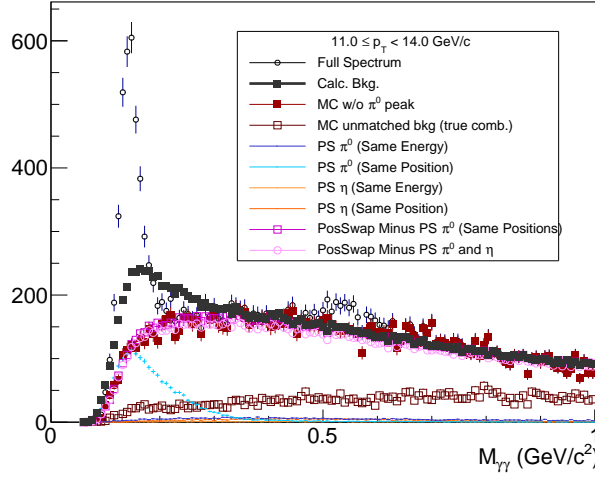 600
400
200
0
0
0.5
1
M_γγ (GeV/c²)
11.0 ≤ p_T < 14.0 GeV/c
Full Spectrum
Calc. Bkg.
MC w/o π⁰ peak
MC unmatched bkg (true comb.)
PS π⁰ (Same Energy)
PS π⁰ (Same Position)
PS η (Same Energy)
PS η (Same Position)
PosSwap Minus PS π⁰ (Same Positions)
PosSwap Minus PS π⁰ and η